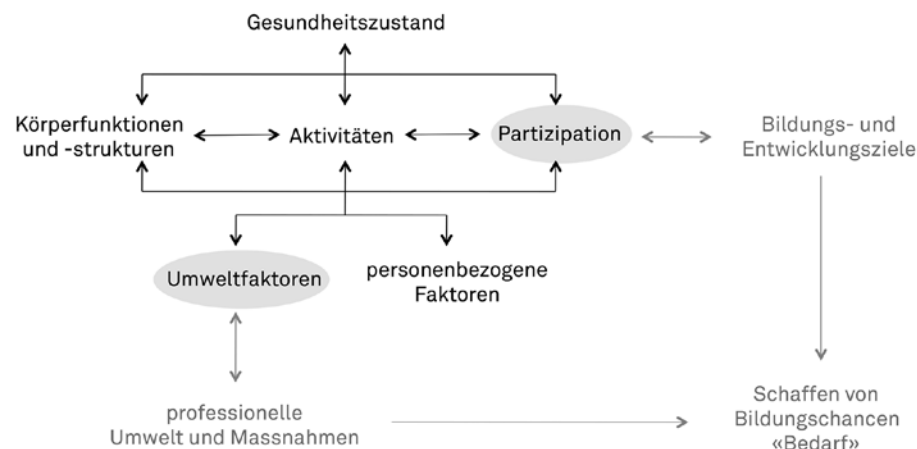 Gesundheitszustand
Körperfunktionen
und -strukturen
Aktivitäten
Partizipation
Bildungs- und
Entwicklungsziele
Umweltfaktoren
personenbezogene
Faktoren
professionelle
Umwelt und Massnahmen
Schaffen von
Bildungschancen
«Bedarf»